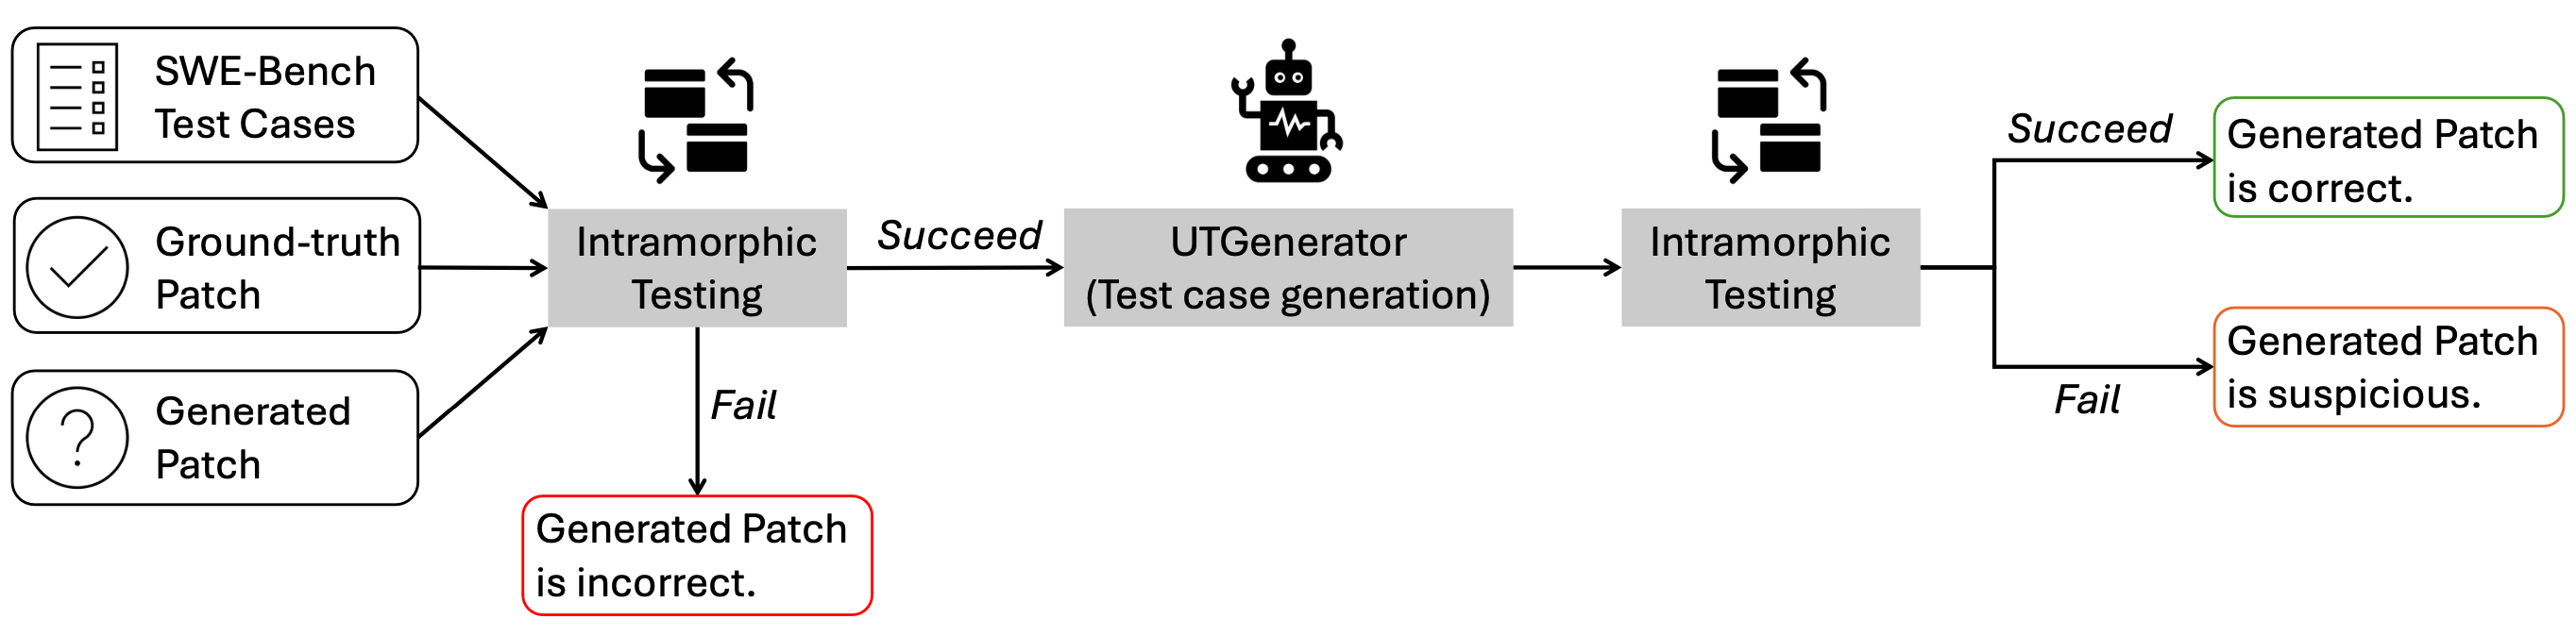 SWE-Bench
Test Cases
Ground-truth
Patch
Generated
Patch
Intramorphic
Testing
Succeed
Fail
Generated Patch
is incorrect.
UTGenerator
(Test case generation)
Intramorphic
Testing
Succeed
Generated Patch
is correct.
Fail
Generated Patch
is suspicious.